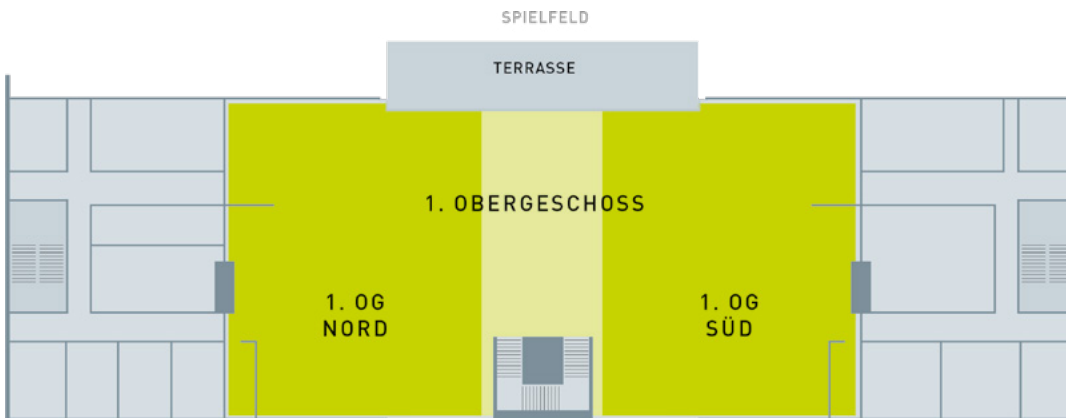 SPIELFELD
TERRASSE
1. OBERGESCHOSS
1. OG
NORD
1. OG
SÜD